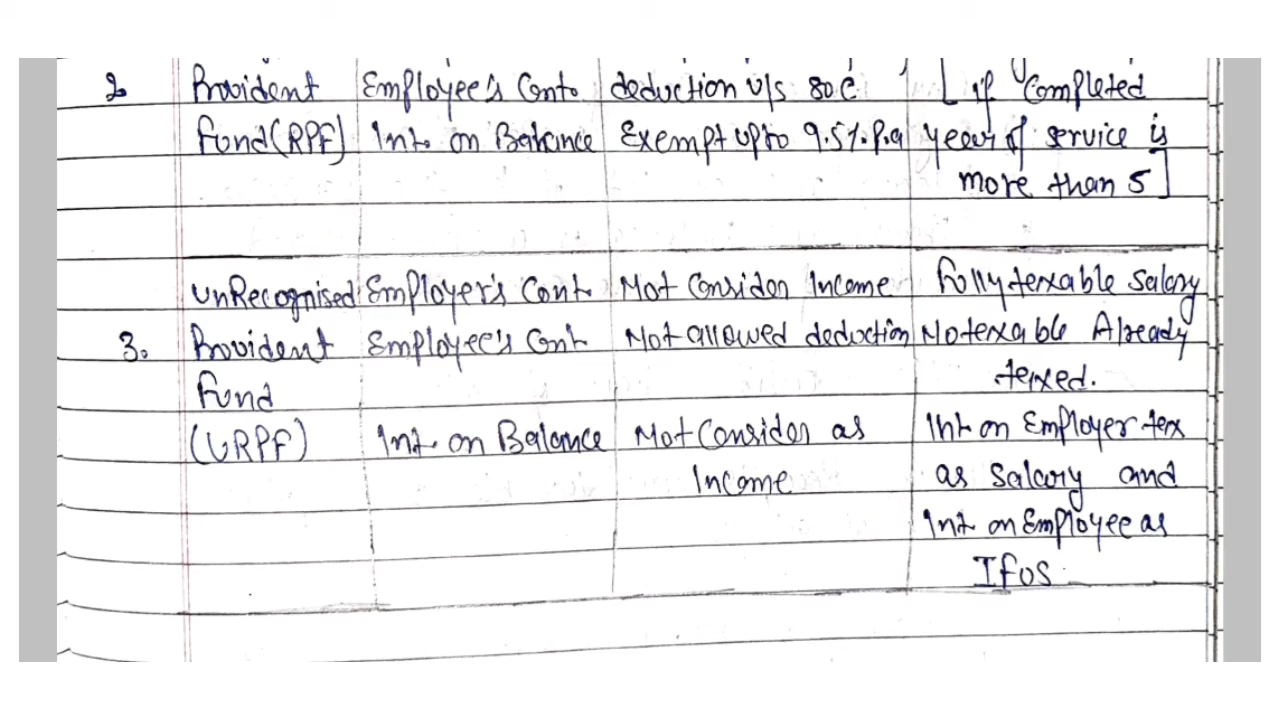 2. Provident Employee's Cont. deduction u/s 80C [ if Completed
Fund (RPF) Int. on Balance Exempt upto 9.5% P.a years of service is
more than 5 ]
UnRecognised Employer's Cont. Not Consider Income Fully taxable Salary
3. Provident Employee's Cont Not allowed deduction No taxable Already
Fund taxed.
(URPF) Int. on Balance Not Consider as Int on Employer tax
Income as Salary and
Int on Employee as
IFOS.